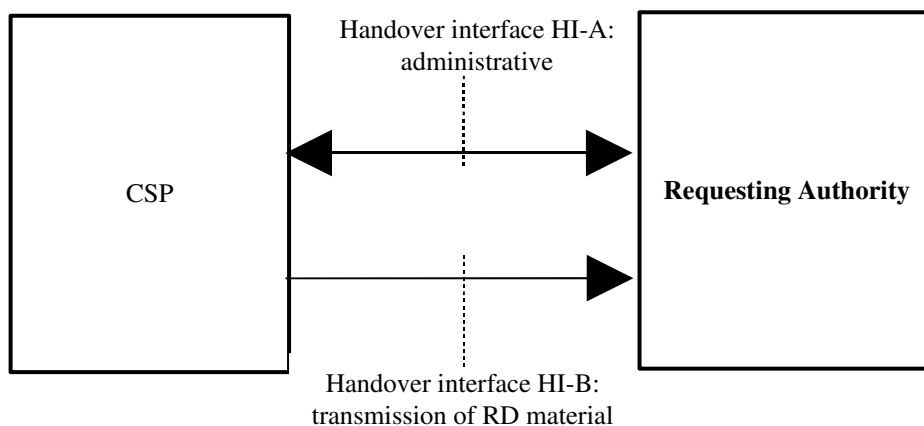 Handover interface HI-A:
administrative
CSP
Requesting Authority
Handover interface HI-B:
transmission of RD material